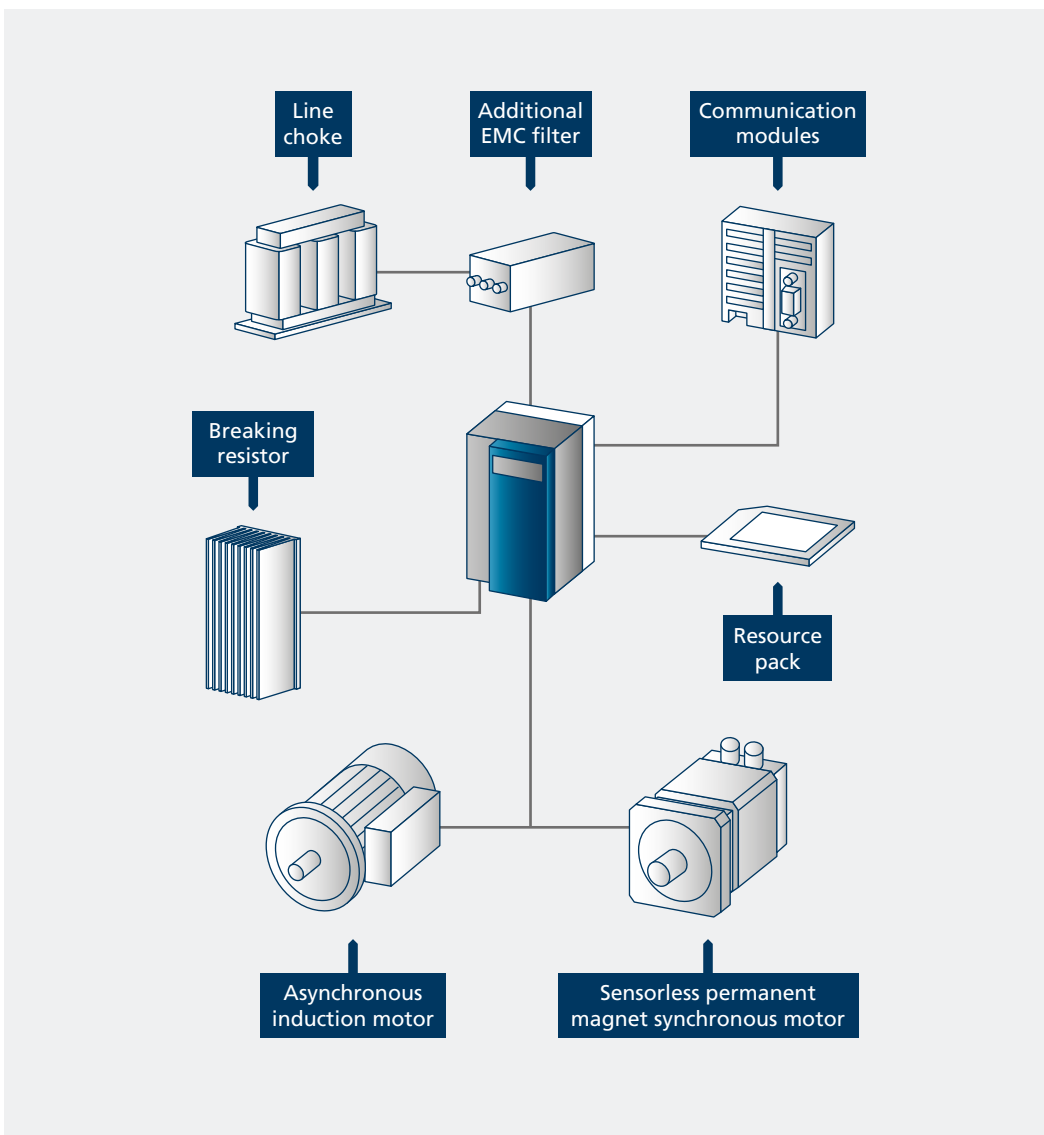 Line
choke
Additional
EMC filter
Communication
modules
Breaking
resistor
Resource
pack
Asynchronous
induction motor
Sensorless permanent
magnet synchronous motor